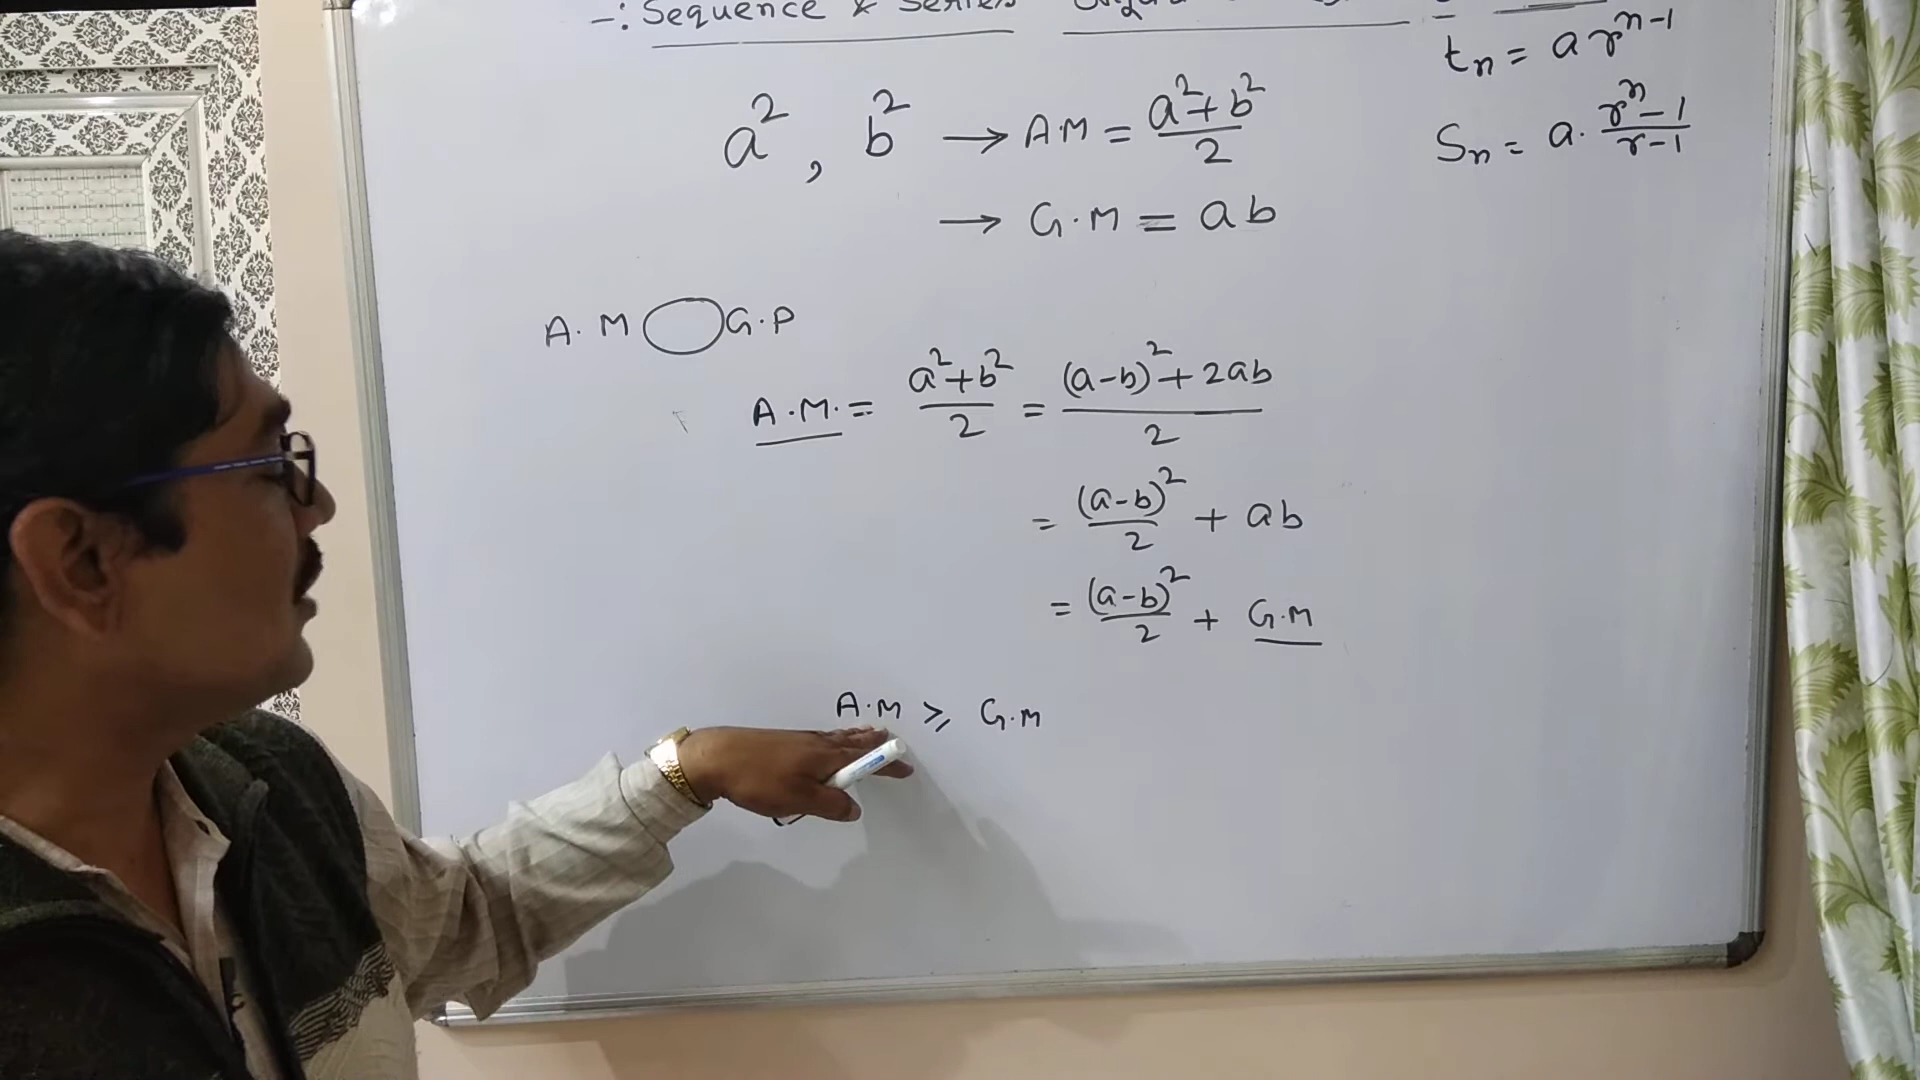 -: Sequence & Series
tn = a r^(n-1)
a², b² → A.M = (a²+b²)/2
Sn = a. (r^n-1)/(r-1)
→ G.M = ab
A.M ◯ G.P
A.M. = (a²+b²)/2 = ((a-b)²+2ab)/2
= (a-b)²/2 + ab
= (a-b)²/2 + G.M
A.M ⩾ G.M